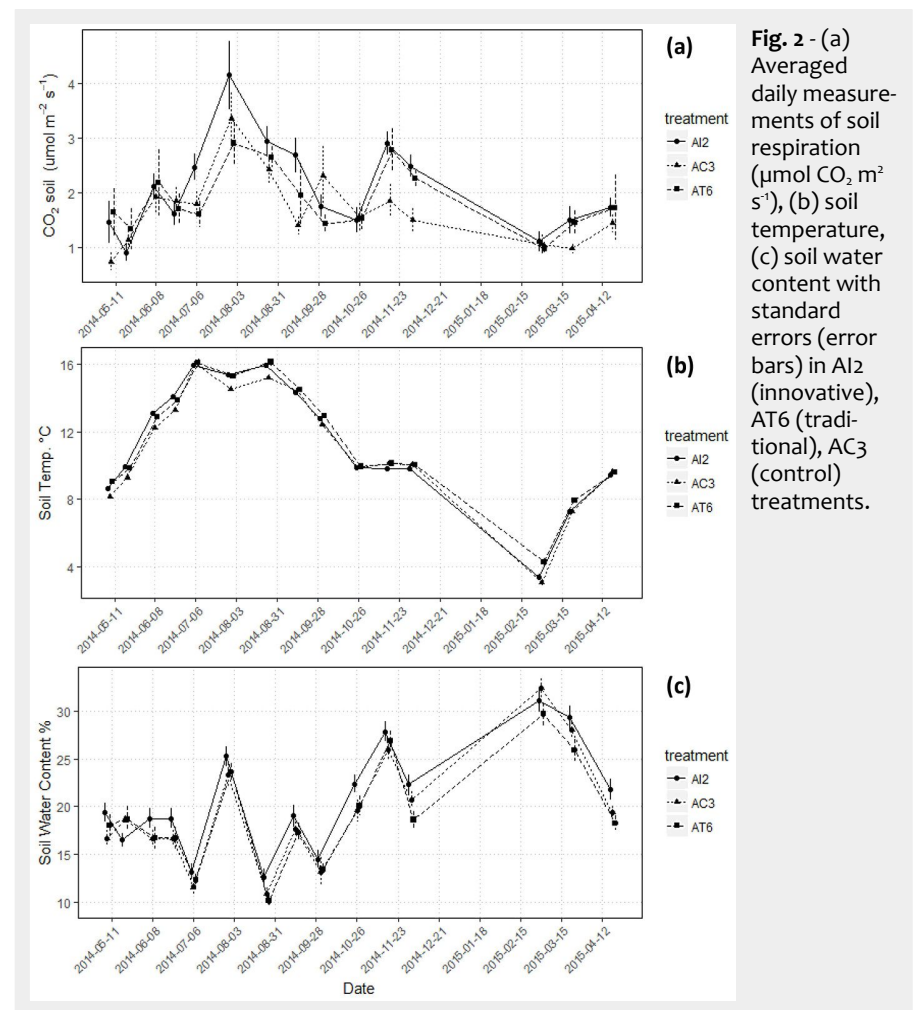 (a)
CO₂ soil (umol m⁻² s⁻¹)
4
3
2
1
treatment
AI2
AC3
AT6
2014-05-11
2014-06-08
2014-07-06
2014-08-03
2014-08-31
2014-09-28
2014-10-26
2014-11-23
2014-12-21
2015-01-18
2015-02-15
2015-03-15
2015-04-12
(b)
Soil Temp. °C
16
12
8
4
treatment
AI2
AC3
AT6
2014-05-11
2014-06-08
2014-07-06
2014-08-03
2014-08-31
2014-09-28
2014-10-26
2014-11-23
2014-12-21
2015-01-18
2015-02-15
2015-03-15
2015-04-12
(c)
Soil Water Content %
30
25
20
15
10
treatment
AI2
AC3
AT6
2014-05-11
2014-06-08
2014-07-06
2014-08-03
2014-08-31
2014-09-28
2014-10-26
2014-11-23
2014-12-21
2015-01-18
2015-02-15
2015-03-15
2015-04-12
Date
Fig. 2 - (a)
Averaged
daily measure-
ments of soil
respiration
(µmol CO₂ m²
s⁻¹), (b) soil
temperature,
(c) soil water
content with
standard
errors (error
bars) in AI2
(innovative),
AT6 (tradi-
tional), AC3
(control)
treatments.